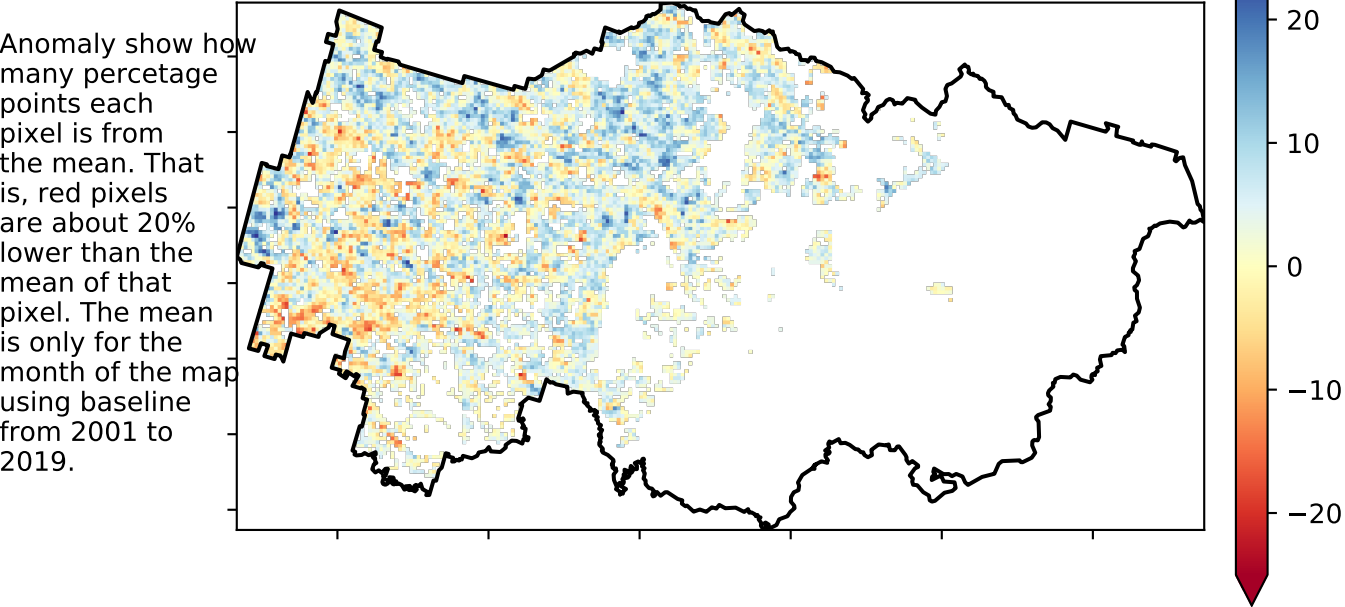 Anomaly show how
many percetage
points each
pixel is from
the mean. That
is, red pixels
are about 20%
lower than the
mean of that
pixel. The mean
is only for the
month of the map
using baseline
from 2001 to
2019.
20
10
0
−10
−20